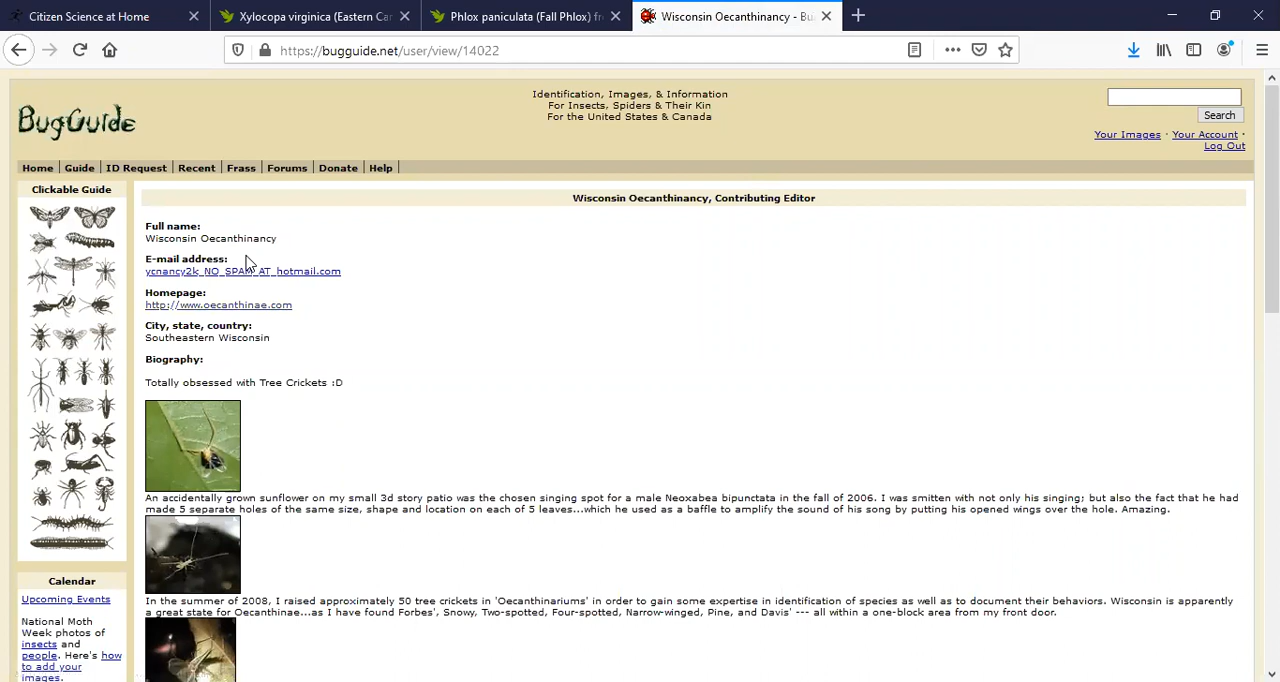 Citizen Science at Home
Xylocopa virginica (Eastern Car
Phlox paniculata (Fall Phlox) fr
Wisconsin Oecanthinancy - Bu
https://bugguide.net/user/view/14022
BugGuide
Identification, Images, & Information
For Insects, Spiders & Their Kin
For the United States & Canada
Search
Your Images · Your Account ·
Log Out
Home Guide ID Request Recent Frass Forums Donate Help
Clickable Guide
Wisconsin Oecanthinancy, Contributing Editor
Full name:
Wisconsin Oecanthinancy
E-mail address:
ycnancy2k_NO_SPAM_AT_hotmail.com
Homepage:
http://www.oecanthinae.com
City, state, country:
Southeastern Wisconsin
Biography:
Totally obsessed with Tree Crickets :D
An accidentally grown sunflower on my small 3d story patio was the chosen singing spot for a male Neoxabea bipunctata in the fall of 2006. I was smitten with not only his singing; but also the fact that he had
made 5 separate holes of the same size, shape and location on each of 5 leaves...which he used as a baffle to amplify the sound of his song by putting his opened wings over the hole. Amazing.
In the summer of 2008, I raised approximately 50 tree crickets in 'Oecanthinariums' in order to gain some expertise in identification of species as well as to document their behaviors. Wisconsin is apparently
a great state for Oecanthinae...as I have found Forbes', Snowy, Two-spotted, Four-spotted, Narrow-winged, Pine, and Davis' --- all within a one-block area from my front door.
Calendar
Upcoming Events
National Moth
Week photos of
insects and
people. Here's how
to add your
images.